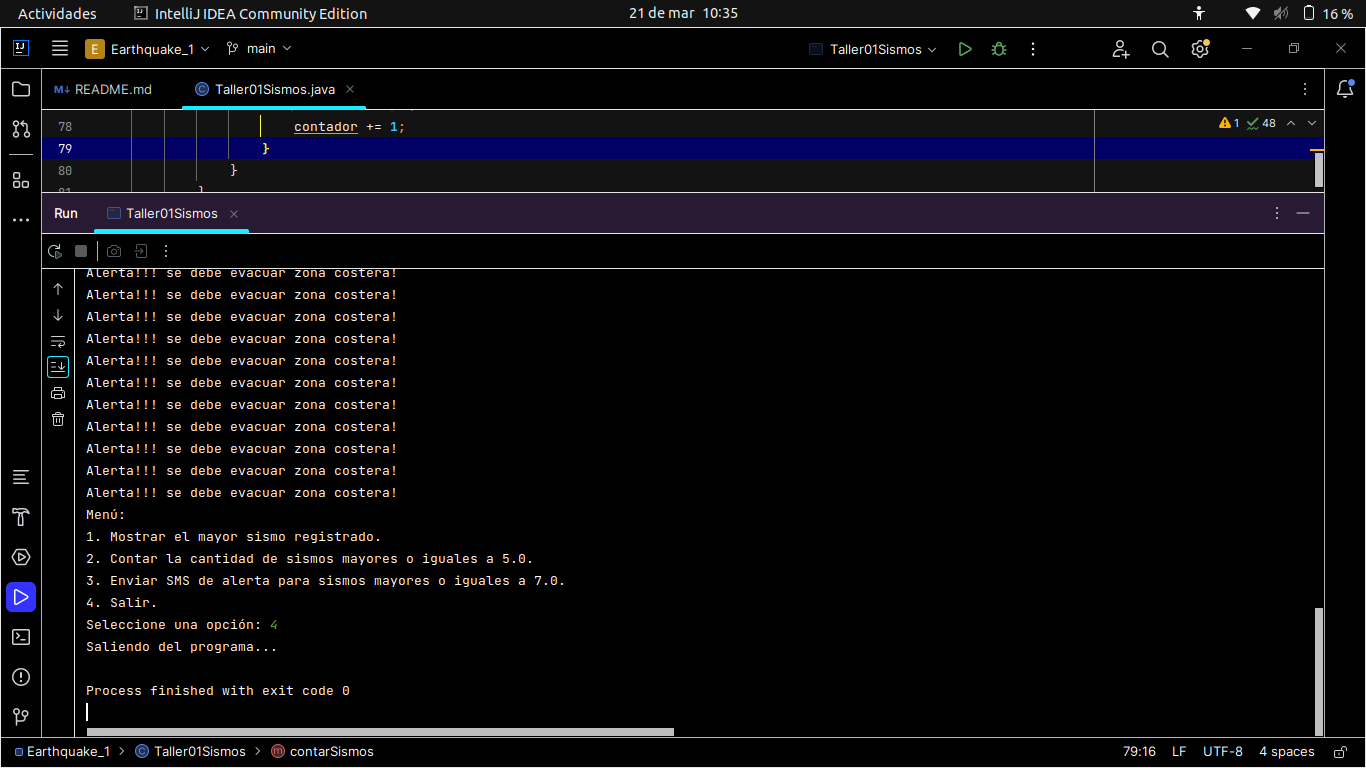 Actividades IntelliJ IDEA Community Edition 21 de mar 10:35 16 %
IJ E Earthquake_1 main Taller01Sismos
M↓ README.md C Taller01Sismos.java
78 contador += 1; 1 48
79 }
80 }
81 }
Run Taller01Sismos
Alerta!!! se debe evacuar zona costera!
Alerta!!! se debe evacuar zona costera!
Alerta!!! se debe evacuar zona costera!
Alerta!!! se debe evacuar zona costera!
Alerta!!! se debe evacuar zona costera!
Alerta!!! se debe evacuar zona costera!
Alerta!!! se debe evacuar zona costera!
Alerta!!! se debe evacuar zona costera!
Alerta!!! se debe evacuar zona costera!
Alerta!!! se debe evacuar zona costera!
Alerta!!! se debe evacuar zona costera!
Menú:
1. Mostrar el mayor sismo registrado.
2. Contar la cantidad de sismos mayores o iguales a 5.0.
3. Enviar SMS de alerta para sismos mayores o iguales a 7.0.
4. Salir.
Seleccione una opción: 4
Saliendo del programa...
Process finished with exit code 0
Earthquake_1 > C Taller01Sismos > m contarSismos 79:16 LF UTF-8 4 spaces